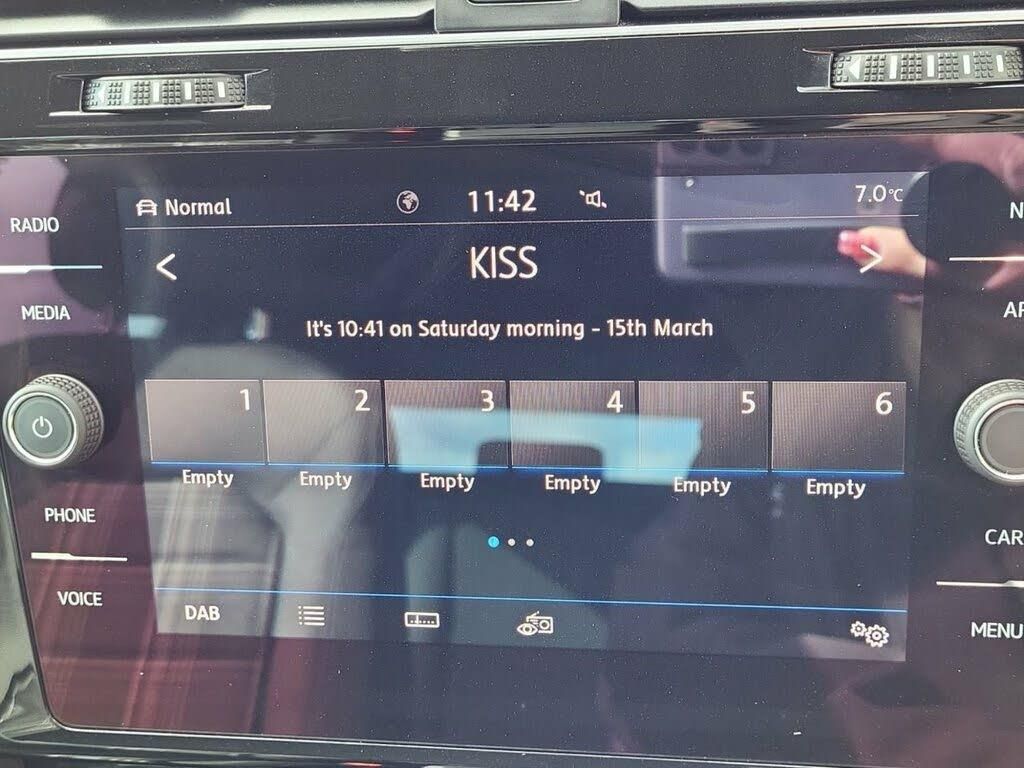 RADIO
MEDIA
PHONE
VOICE
Normal
11:42
7.0°C
< KISS >
It's 10:41 on Saturday morning - 15th March
1 2 3 4 5 6
Empty Empty Empty Empty Empty Empty
DAB
CAR
MENU